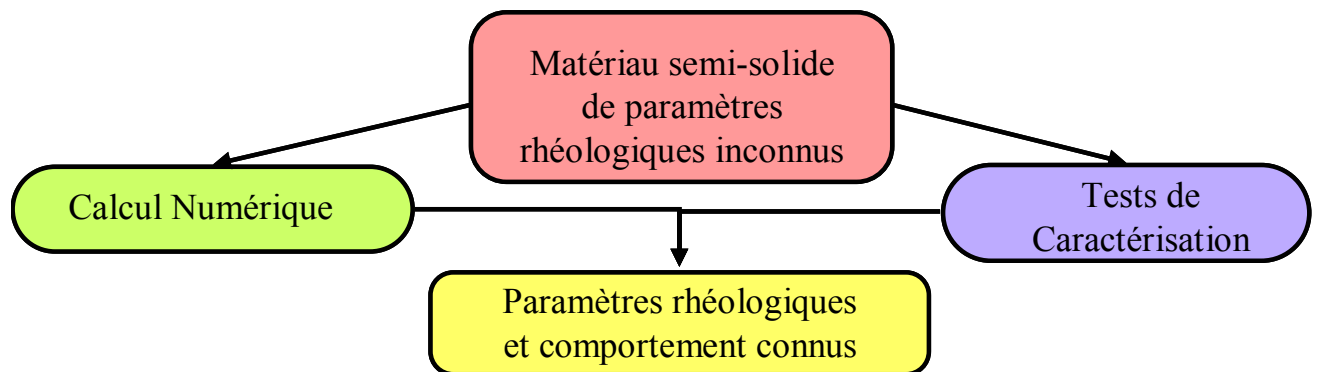 Matériau semi-solide
de paramètres
rhéologiques inconnus
Calcul Numérique
Tests de
Caractérisation
Paramètres rhéologiques
et comportement connus